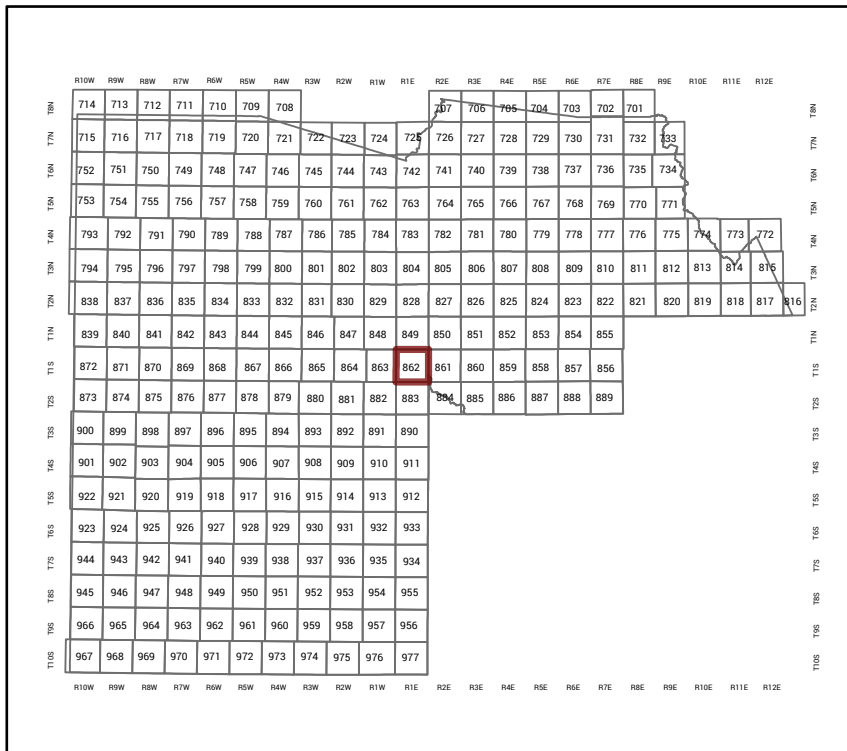 R10W R9W R8W R7W R6W R5W R4W R3W R2W R1W R1E R2E R3E R4E R5E R6E R7E R8E R9E R10E R11E R12E
T8N 714 713 712 711 710 709 708 707 706 705 704 703 702 701 T8N
T7N 715 716 717 718 719 720 721 722 723 724 725 726 727 728 729 730 731 732 733 T7N
T6N 752 751 750 749 748 747 746 745 744 743 742 741 740 739 738 737 736 735 734 T6N
T5N 753 754 755 756 757 758 759 760 761 762 763 764 765 766 767 768 769 770 771 T5N
T4N 793 792 791 790 789 788 787 786 785 784 783 782 781 780 779 778 777 776 775 774 773 772 T4N
T3N 794 795 796 797 798 799 800 801 802 803 804 805 806 807 808 809 810 811 812 813 814 815 T3N
T2N 838 837 836 835 834 833 832 831 830 829 828 827 826 825 824 823 822 821 820 819 818 817 816 T2N
T1N 839 840 841 842 843 844 845 846 847 848 849 850 851 852 853 854 855 T1N
T1S 872 871 870 869 868 867 866 865 864 863 862 861 860 859 858 857 856 T1S
T2S 873 874 875 876 877 878 879 880 881 882 883 884 885 886 887 888 889 T2S
T3S 900 899 898 897 896 895 894 893 892 891 890 T3S
T4S 901 902 903 904 905 906 907 908 909 910 911 T4S
T5S 922 921 920 919 918 917 916 915 914 913 912 T5S
T6S 923 924 925 926 927 928 929 930 931 932 933 T6S
T7S 944 943 942 941 940 939 938 937 936 935 934 T7S
T8S 945 946 947 948 949 950 951 952 953 954 955 T8S
T9S 966 965 964 963 962 961 960 959 958 957 956 T9S
T10S 967 968 969 970 971 972 973 974 975 976 977 T10S
R10W R9W R8W R7W R6W R5W R4W R3W R2W R1W R1E R2E R3E R4E R5E R6E R7E R8E R9E R10E R11E R12E